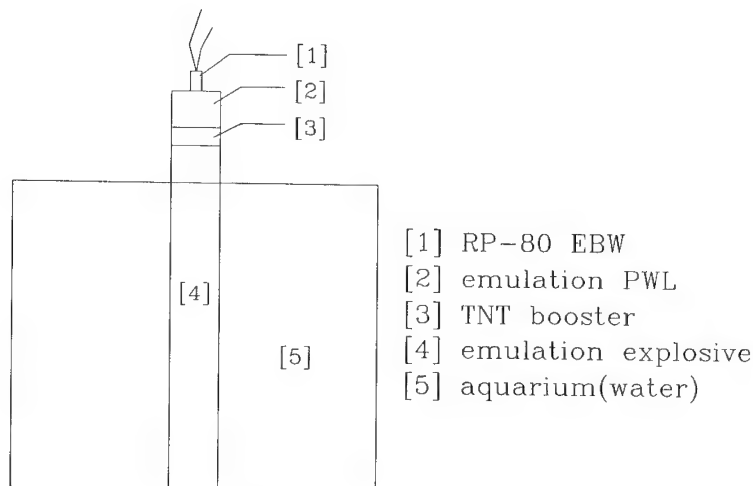 [1]
[2]
[3]
[4]
[5]
[1] RP-80 EBW
[2] emulation PWL
[3] TNT booster
[4] emulation explosive
[5] aquarium(water)